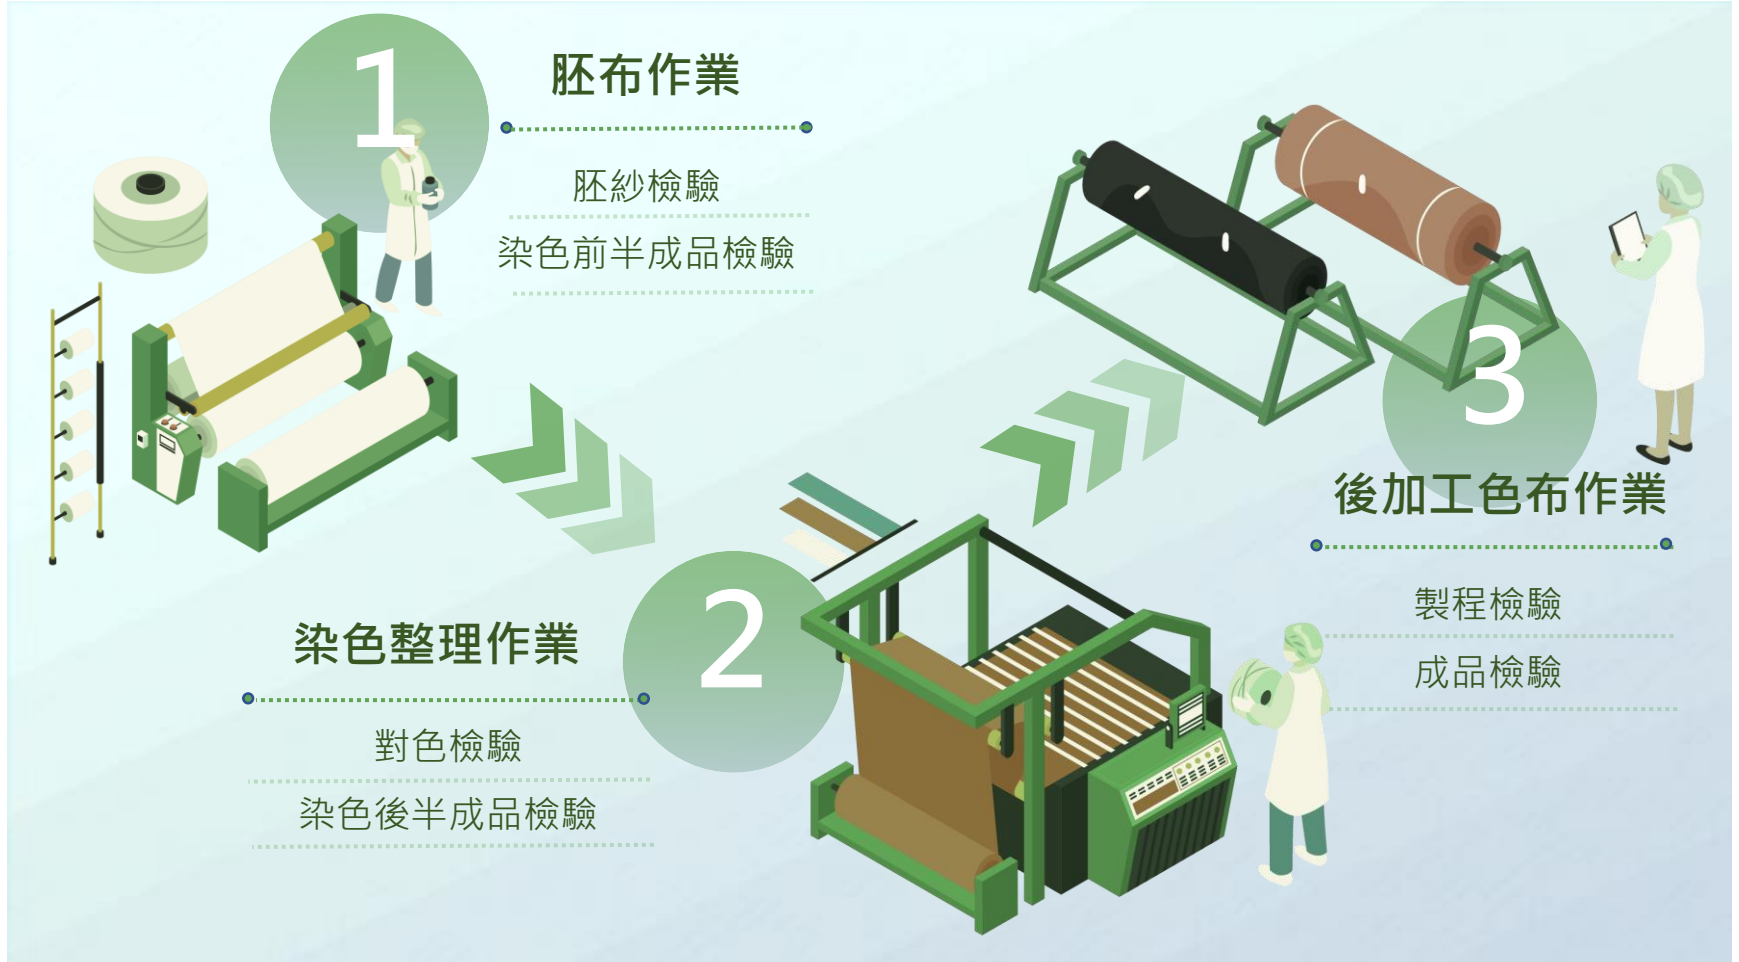 1
胚布作業
胚紗檢驗
染色前半成品檢驗
2
染色整理作業
對色檢驗
染色後半成品檢驗
3
後加工色布作業
製程檢驗
成品檢驗